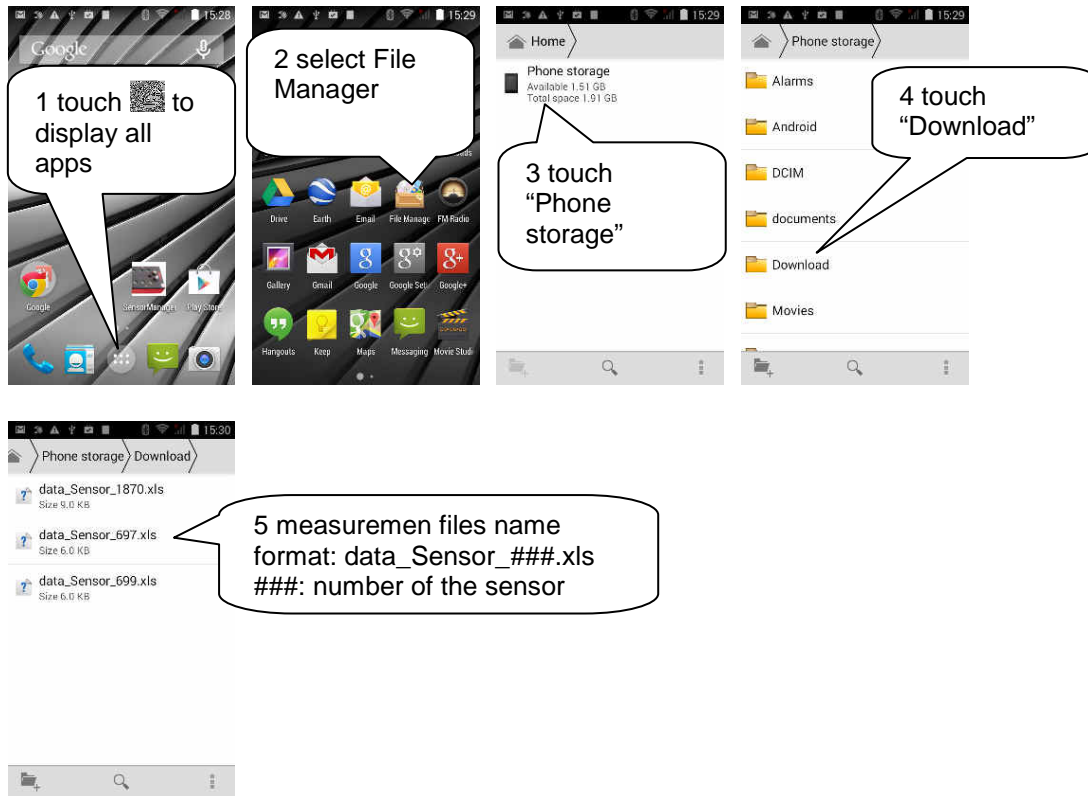 15:28
Google
1 touch to
display all
apps
Google
SensorManager
Play Store
15:29
2 select File
Manager
Drive
Earth
Email
File Manage
FM Radio
Gallery
Gmail
Google
Google Set
Google+
Hangouts
Keep
Maps
Messaging
Movie Studi
15:29
Home
Phone storage
Available 1.51 GB
Total space 1.91 GB
3 touch
“Phone
storage”
15:29
Phone storage
Alarms
Android
DCIM
documents
Download
Movies
4 touch
“Download”
15:30
Phone storage
Download
data_Sensor_1870.xls
Size 9.0 KB
data_Sensor_697.xls
Size 6.0 KB
data_Sensor_699.xls
Size 6.0 KB
5 measuremen files name
format: data_Sensor_###.xls
###: number of the sensor